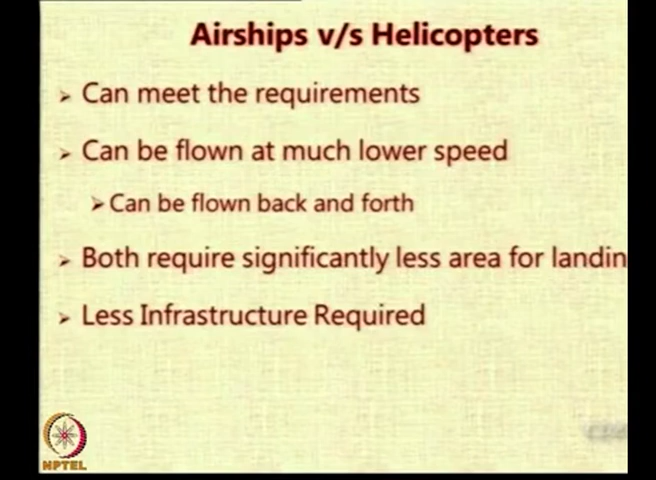 Airships v/s Helicopters
Can meet the requirements
Can be flown at much lower speed
Can be flown back and forth
Both require significantly less area for landin
Less Infrastructure Required
NPTEL